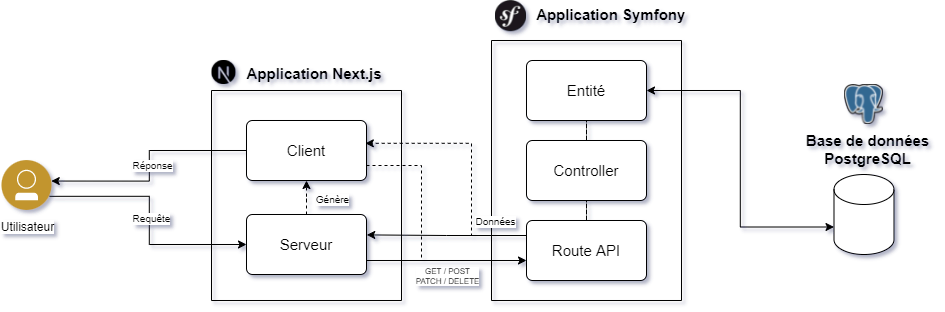 Application Symfony
Application Next.js
Entité
Base de données
PostgreSQL
Client
Controller
Réponse
Génère
Utilisateur
Requête
Données
Serveur
Route API
GET / POST
PATCH / DELETE